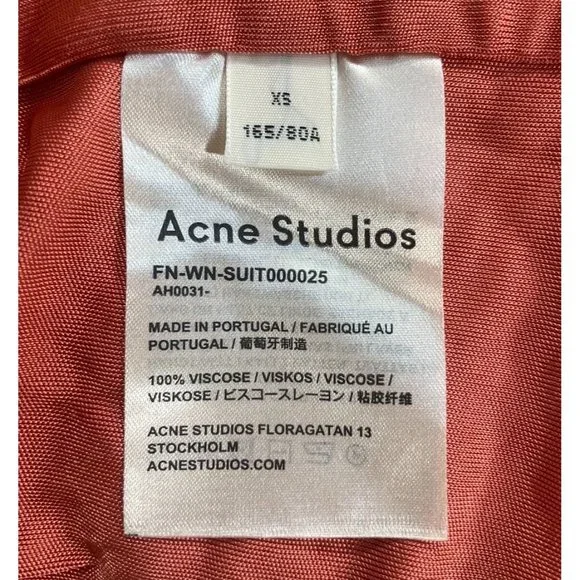 XS
165/80A
Acne Studios
FN-WN-SUIT000025
AH0031-
MADE IN PORTUGAL / FABRIQUÉ AU
PORTUGAL / 葡萄牙制造
100% VISCOSE / VISKOS / VISCOSE /
VISKOSE / ビスコースレーヨン / 粘胶纤维
ACNE STUDIOS FLORAGATAN 13
STOCKHOLM
ACNESTUDIOS.COM